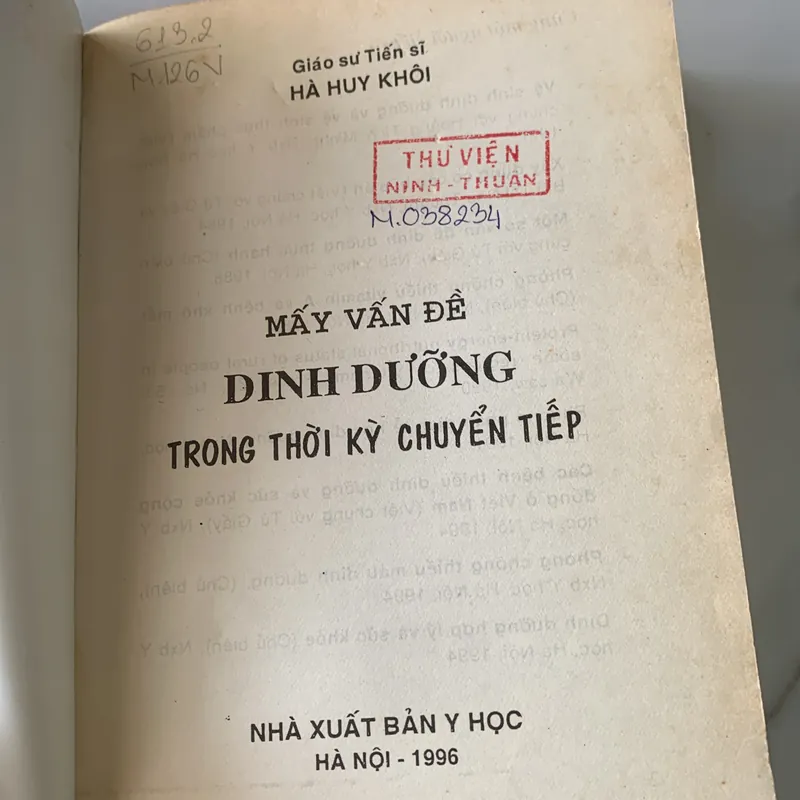 613.2
M.126V
Giáo sư Tiến sĩ
HÀ HUY KHÔI
THƯ VIỆN
NINH - THUẬN
M.038234
MẤY VẤN ĐỀ
DINH DƯỠNG
TRONG THỜI KỲ CHUYỂN TIẾP
NHÀ XUẤT BẢN Y HỌC
HÀ NỘI - 1996